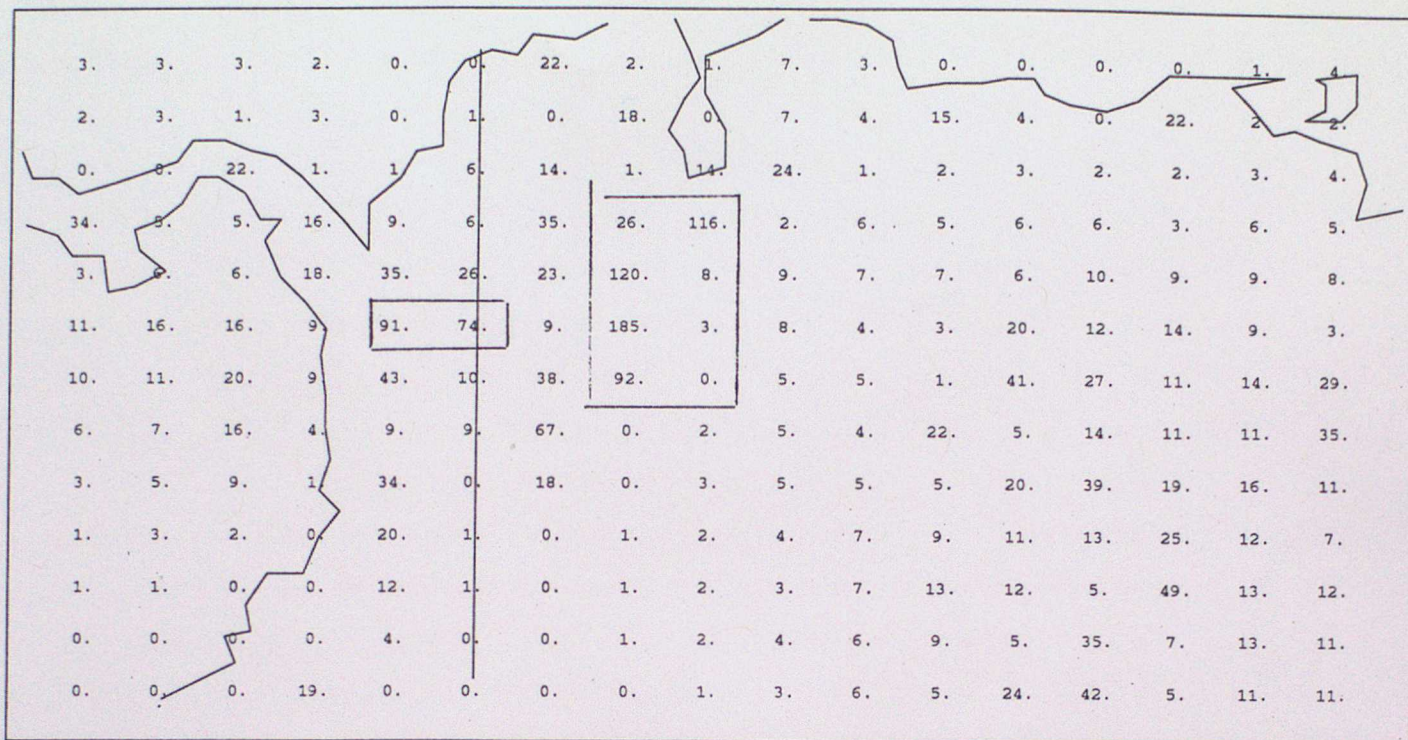 3. 3. 3. 2. 0. 0. 22. 2. 1. 7. 3. 0. 0. 0. 0. 1. 4.
2. 3. 1. 3. 0. 1. 0. 18. 0. 7. 4. 15. 4. 0. 22. 2. 2.
0. 0. 22. 1. 1. 6. 14. 1. 14. 24. 1. 2. 3. 2. 2. 3. 4.
34. 5. 16. 9. 6. 35. 26. 116. 2. 6. 5. 6. 6. 3. 6. 5.
3. 6. 18. 35. 26. 23. 120. 8. 9. 7. 7. 6. 10. 9. 9. 8.
11. 16. 16. 9. 91. 74. 9. 185. 3. 8. 4. 3. 20. 12. 14. 9. 3.
10. 11. 20. 9. 43. 10. 38. 92. 0. 5. 5. 1. 41. 27. 11. 14. 29.
6. 7. 16. 4. 9. 9. 67. 0. 2. 5. 4. 22. 5. 14. 11. 11. 35.
3. 5. 9. 1. 34. 0. 18. 0. 3. 5. 5. 5. 20. 39. 19. 16. 11.
1. 3. 2. 0. 20. 1. 0. 1. 2. 4. 7. 9. 11. 13. 25. 12. 7.
1. 1. 0. 0. 12. 1. 0. 1. 2. 3. 7. 13. 12. 5. 49. 13. 12.
0. 0. 0. 0. 4. 0. 0. 1. 2. 4. 6. 9. 5. 35. 7. 13. 11.
0. 0. 0. 19. 0. 0. 0. 0. 1. 3. 6. 5. 24. 42. 5. 11. 11.